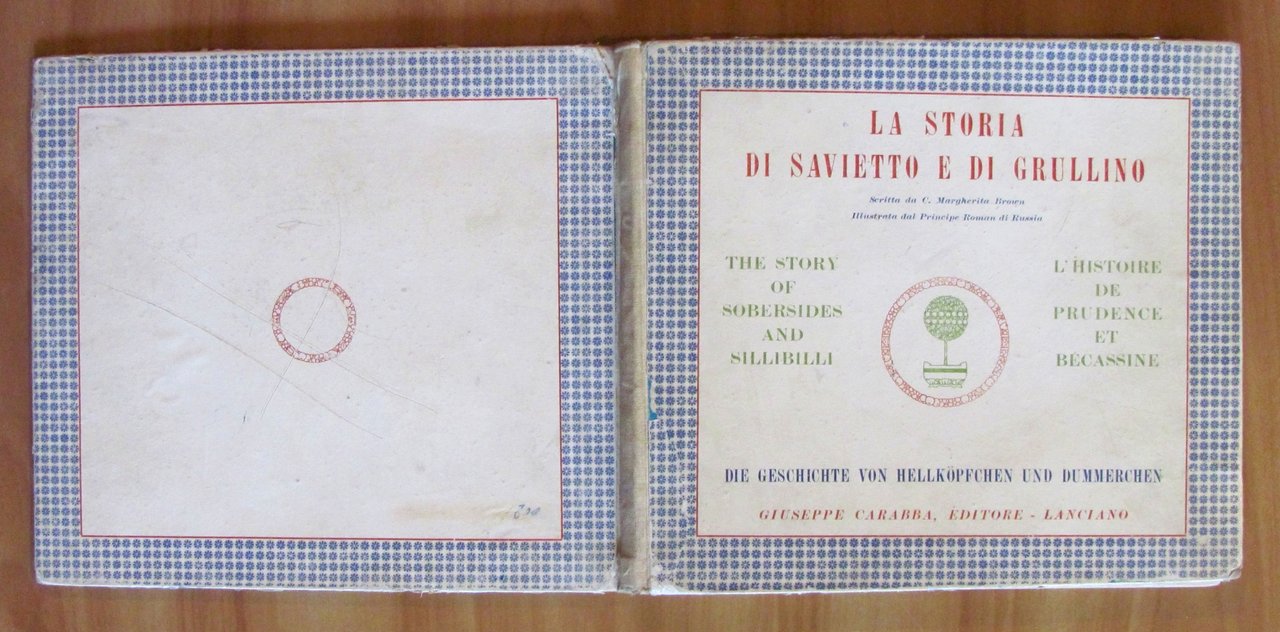 LA STORIA
DI SAVIETTO E DI GRULLINO
Scritta da C. Margherita Brown
Illustrata dal Principe Roman di Russia
THE STORY
OF
SOBERSIDES
AND
SILLIBILLI
L'HISTOIRE
DE
PRUDENCE
ET
BÉCASSINE
DIE GESCHICHTE VON HELLKÖPFCHEN UND DUMMERCHEN
GIUSEPPE CARABBA, EDITORE - LANCIANO